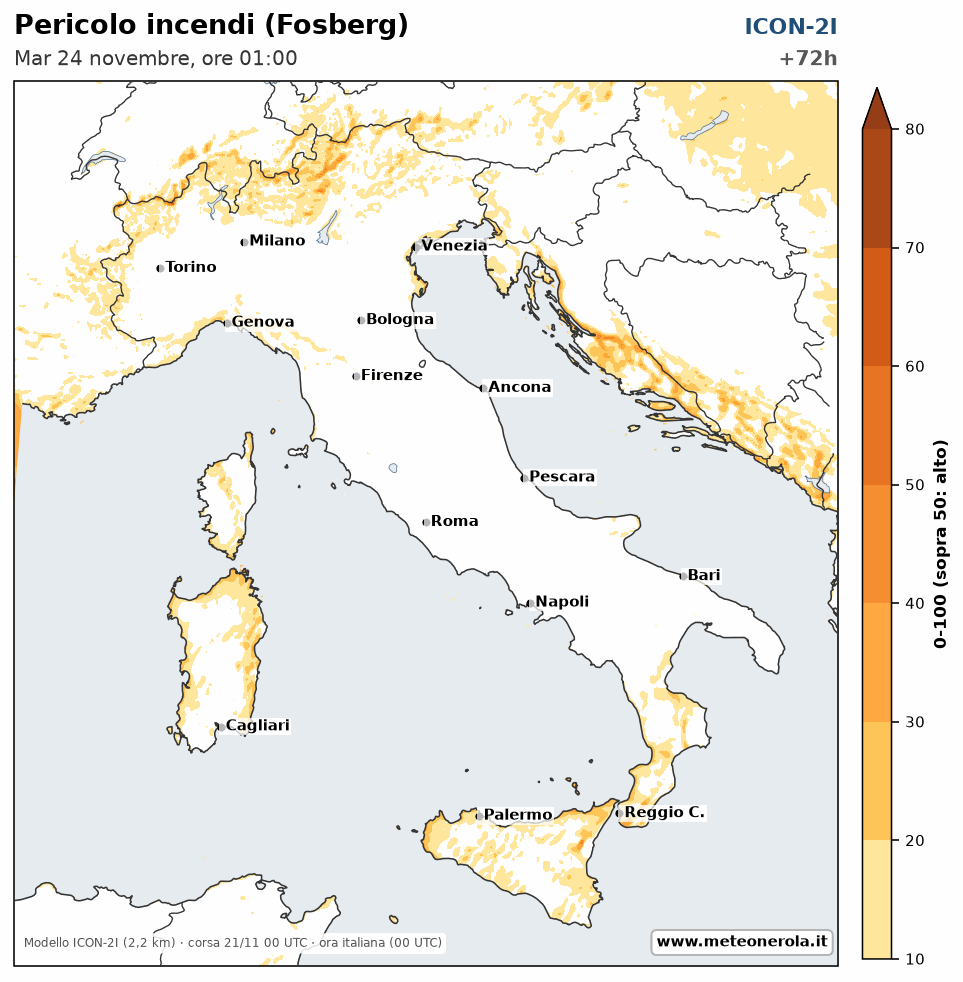 Pericolo incendi (Fosberg)
ICON-2I
Mar 24 novembre, ore 01:00
+72h
80
70
60
50
40
30
20
10
0-100 (sopra 50: alto)
Milano
Venezia
Torino
Genova
Bologna
Firenze
Ancona
Pescara
Roma
Bari
Napoli
Cagliari
Palermo
Reggio C.
Modello ICON-2I (2,2 km) · corsa 21/11 00 UTC · ora italiana (00 UTC)
www.meteonerola.it